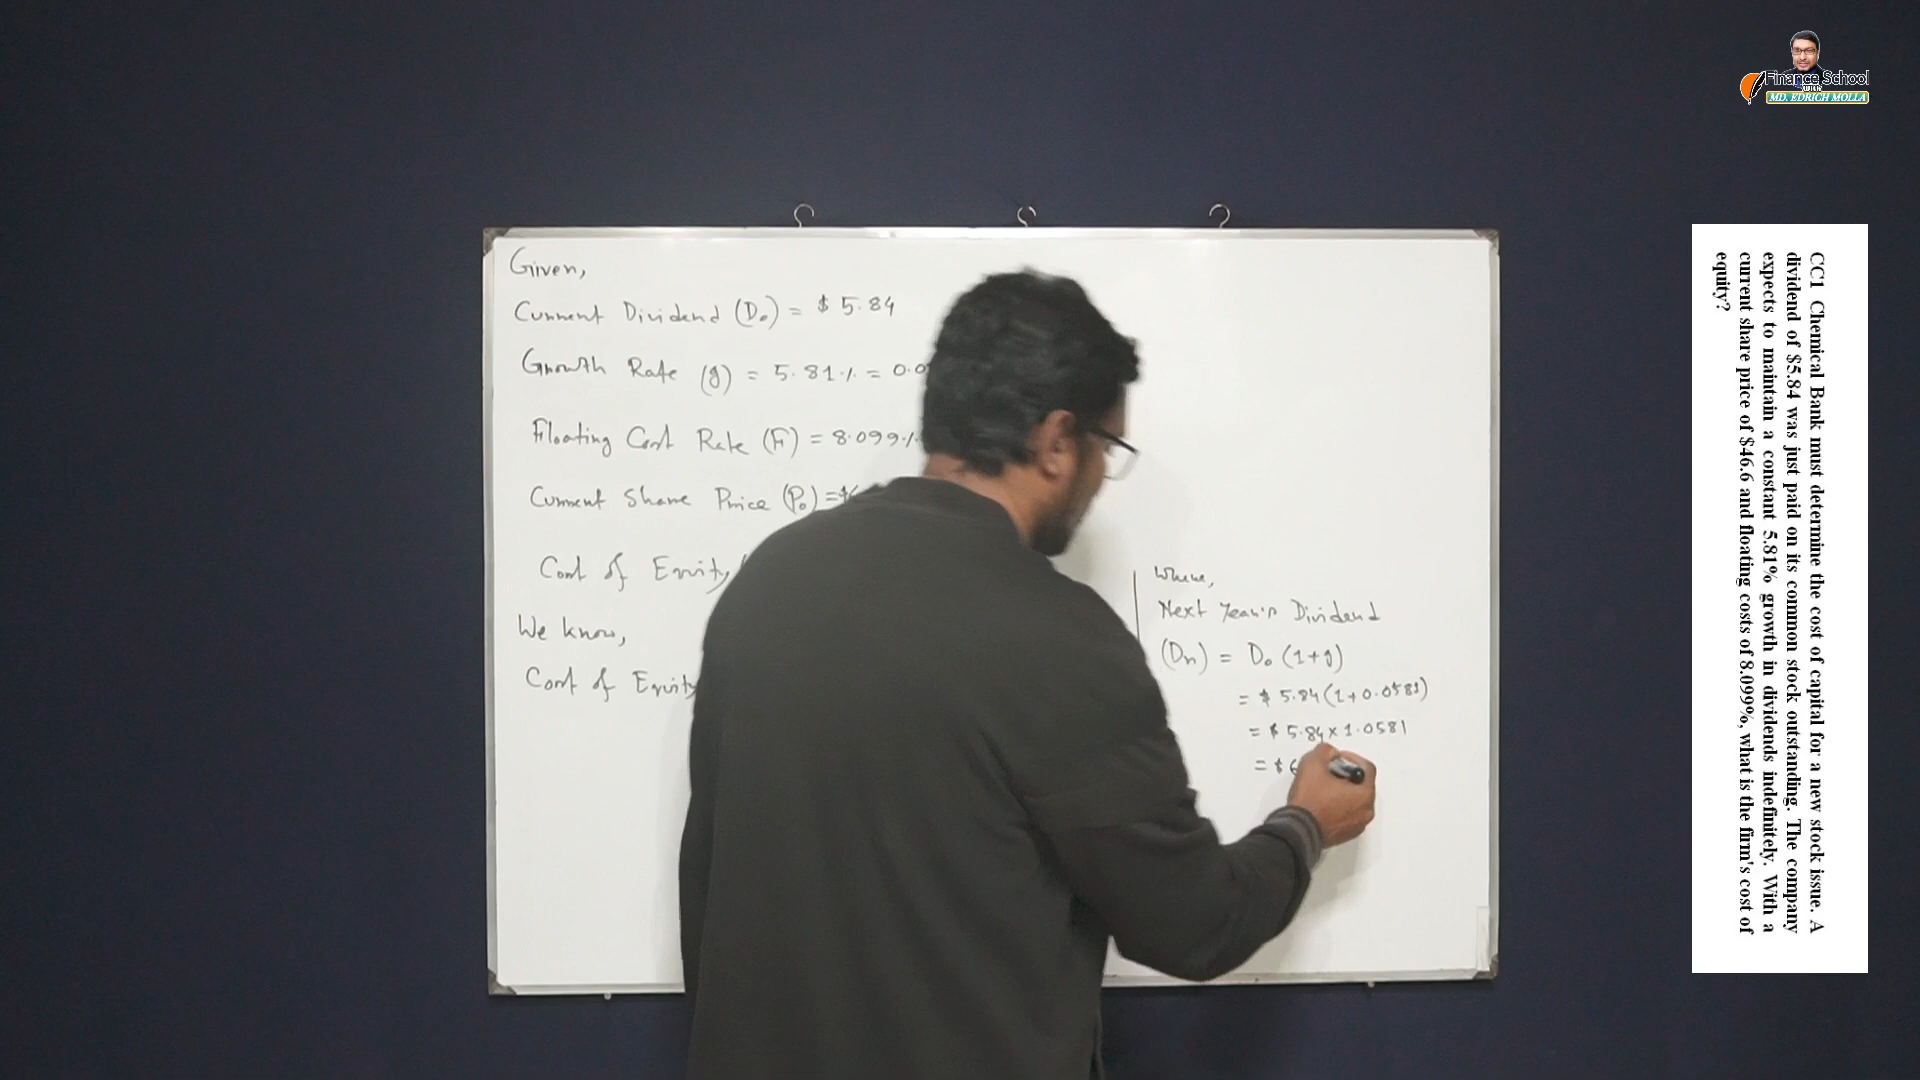 Finance School
WITH
MD. EDRICH MOLLA
Given,
Current Dividend (D₀) = $ 5.84
Growth Rate (g) = 5.81% = 0.0
Floating Cost Rate (F) = 8.099%
Current Share Price (P₀) = $
Cost of Equity
We know,
Cost of Equity
Where,
Next Year's Dividend
(Dn) = D₀ (1+g)
= $ 5.84 (1+0.0581)
= $ 5.84 × 1.0581
= $ 6
CC1 Chemical Bank must determine the cost of capital for a new stock issue. A
dividend of $5.84 was just paid on its common stock outstanding. The company
expects to maintain a constant 5.81% growth in dividends indefinitely. With a
current share price of $46.6 and floating costs of 8.099%, what is the firm's cost of
equity?